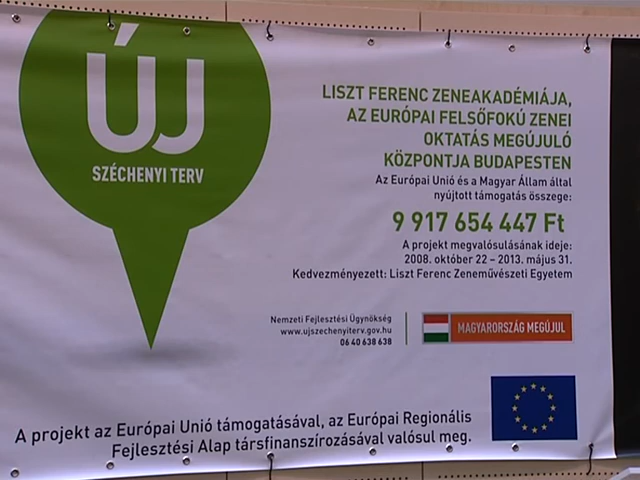 ÚJ
SZÉCHENYI TERV
LISZT FERENC ZENEAKADÉMIÁJA,
AZ EURÓPAI FELSŐFOKÚ ZENEI
OKTATÁS MEGÚJULÓ
KÖZPONTJA BUDAPESTEN
Az Európai Unió és a Magyar Állam által
nyújtott támogatás összege:
9 917 654 447 Ft
A projekt megvalósulásának ideje:
2008. október 22 – 2013. május 31.
Kedvezményezett: Liszt Ferenc Zeneművészeti Egyetem
Nemzeti Fejlesztési Ügynökség
www.ujszechenyiterv.gov.hu
06 40 638 638
MAGYARORSZÁG MEGÚJUL
A projekt az Európai Unió támogatásával, az Európai Regionális
Fejlesztési Alap társfinanszírozásával valósul meg.